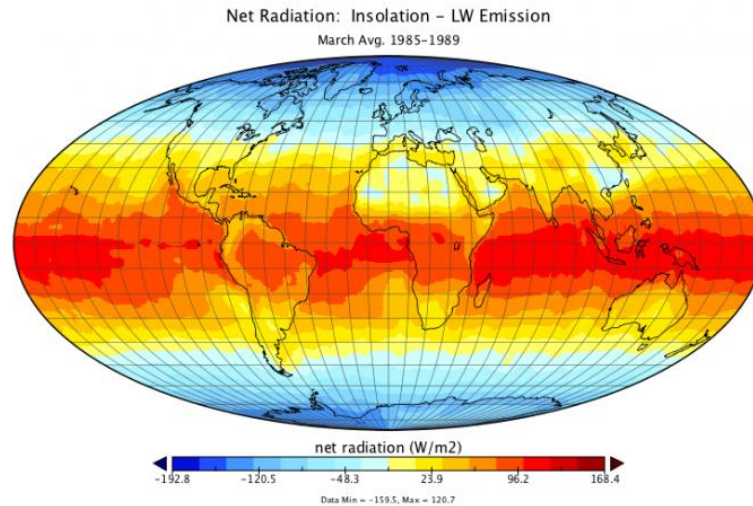 Net Radiation: Insolation – LW Emission
March Avg. 1985–1989
net radiation (W/m2)
−192.8 −120.5 −48.3 23.9 96.2 168.4
Data Min = −159.5, Max = 120.7